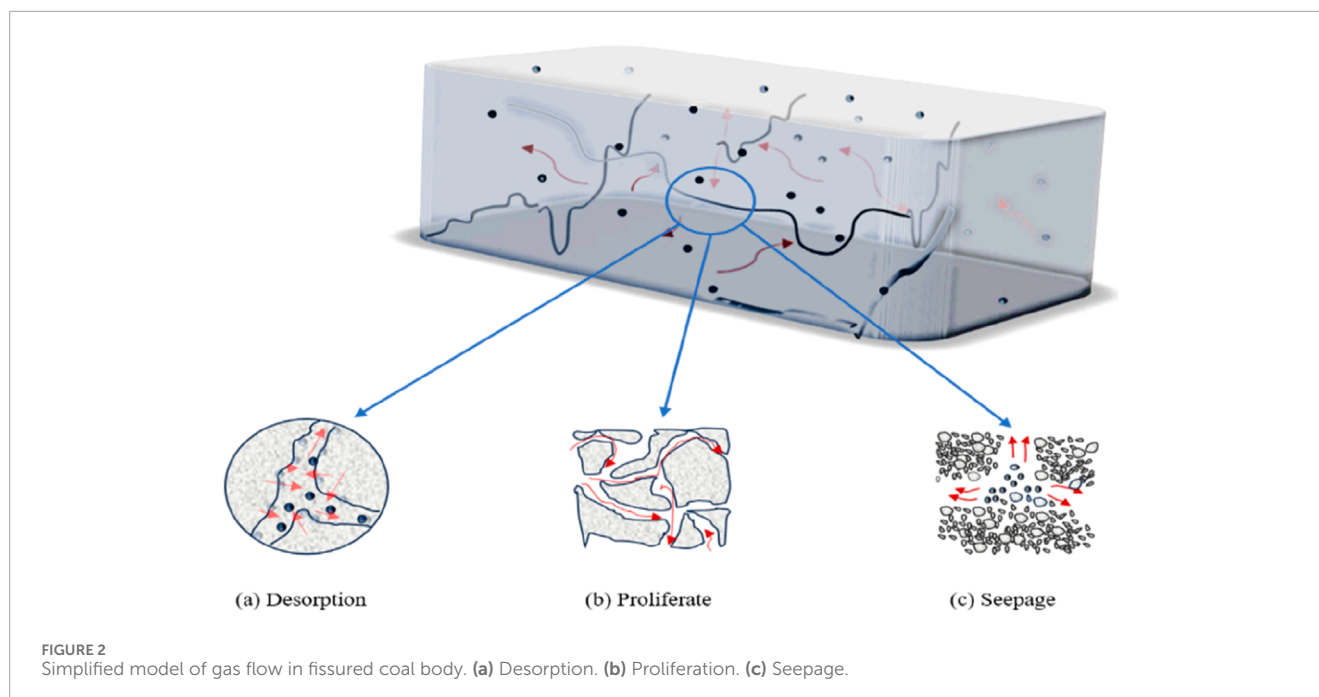 (a) Desorption
(b) Proliferate
(c) Seepage
FIGURE 2
Simplified model of gas flow in fissured coal body. (a) Desorption. (b) Proliferation. (c) Seepage.